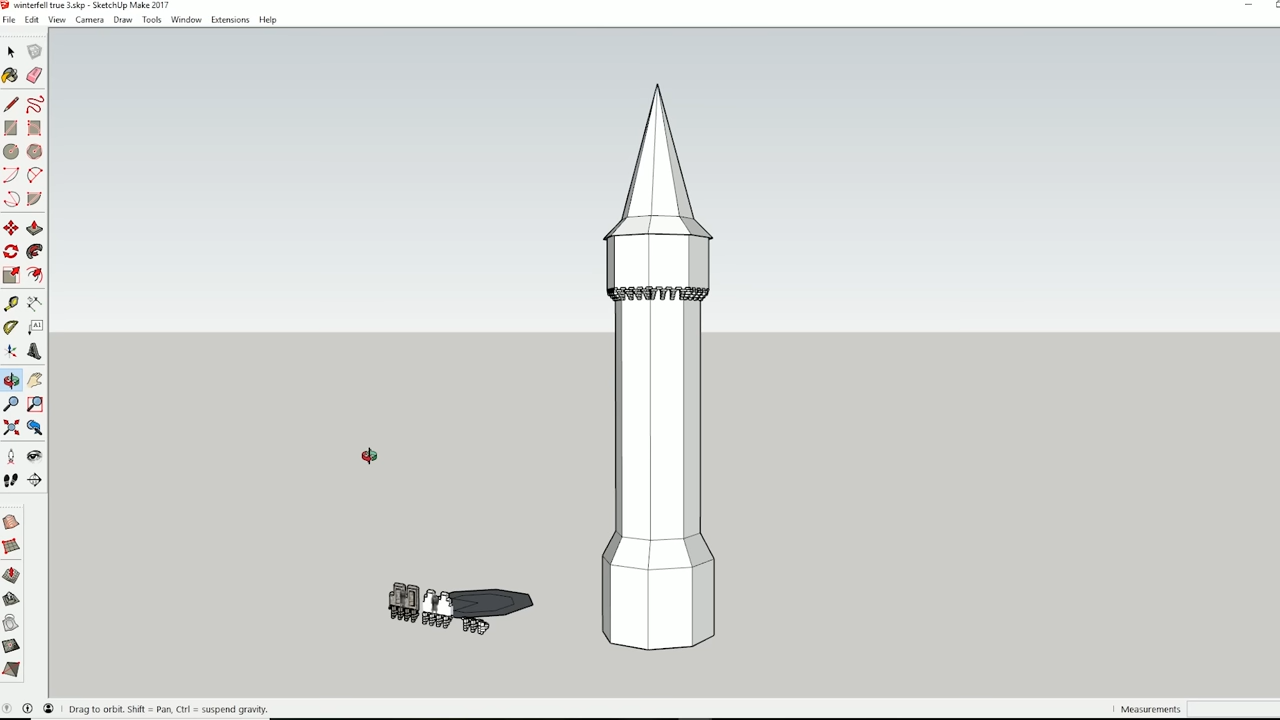 winterfell true 3.skp - SketchUp Make 2017
File Edit View Camera Draw Tools Window Extensions Help
A1
Drag to orbit. Shift = Pan, Ctrl = suspend gravity.
Measurements